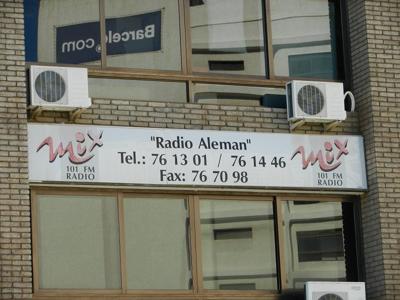 Barcelo.com
mix
101 FM
RADIO
"Radio Aleman"
Tel.: 76 13 01 / 76 14 46
Fax: 76 70 98
mix
101 FM
RADIO